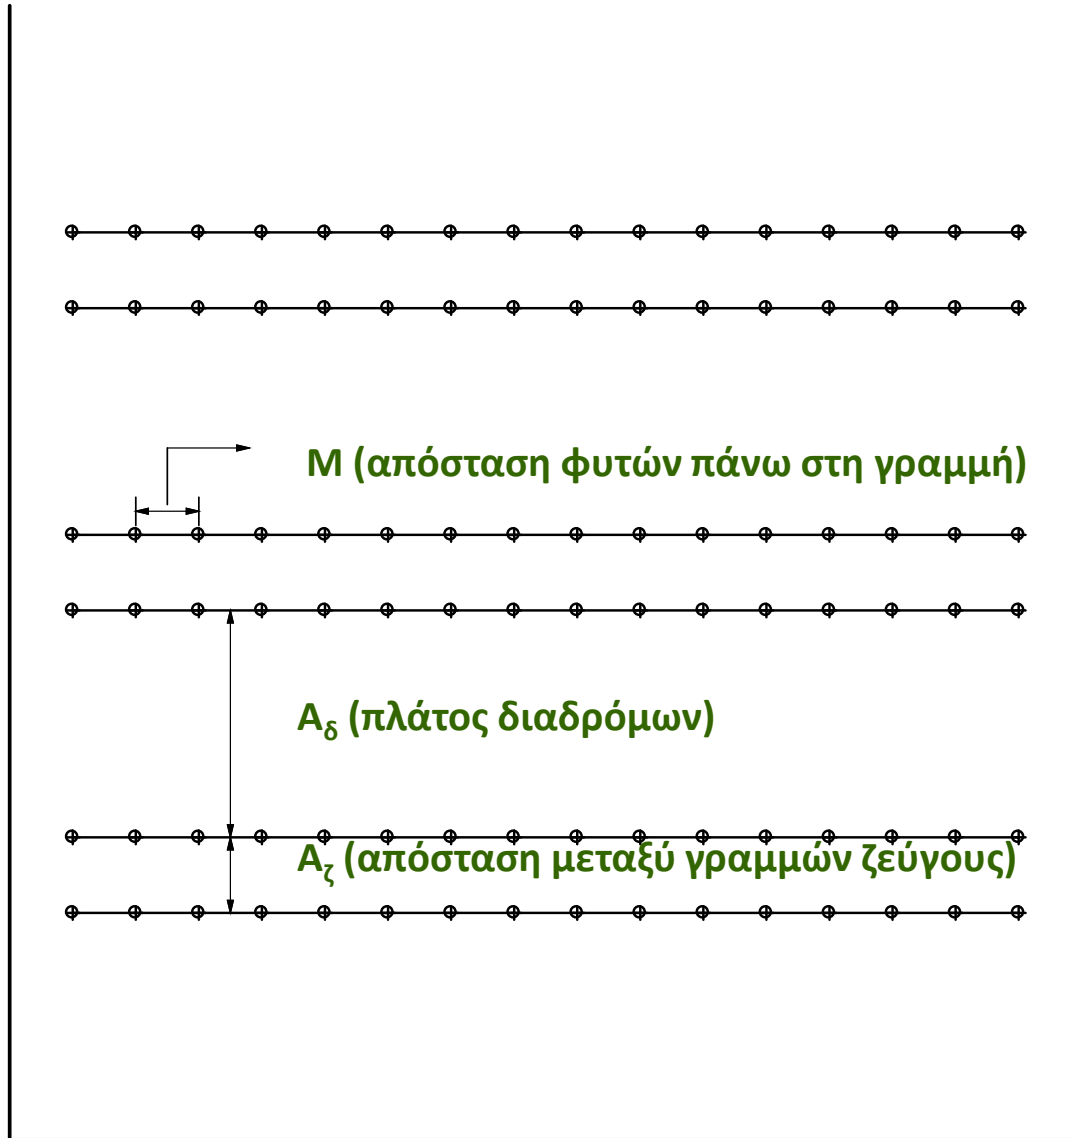 Μ (απόσταση φυτών πάνω στη γραμμή)
Αδ (πλάτος διαδρόμων)
Αζ (απόσταση μεταξύ γραμμών ζεύγους)